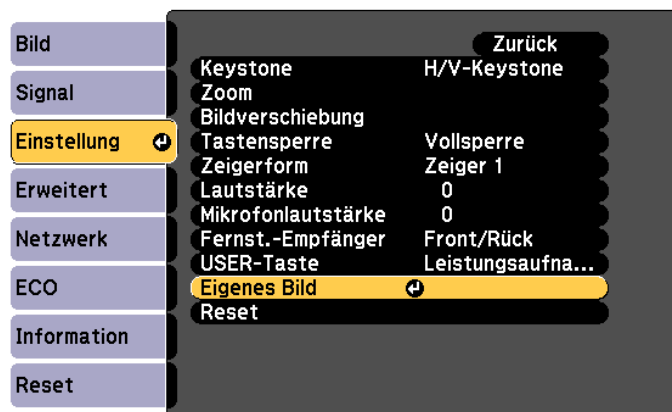 Bild
Signal
Einstellung
Erweitert
Netzwerk
ECO
Information
Reset
Zurück
Keystone H/V-Keystone
Zoom
Bildverschiebung
Tastensperre Vollsperre
Zeigerform Zeiger 1
Lautstärke 0
Mikrofonlautstärke 0
Fernst.-Empfänger Front/Rück
USER-Taste Leistungsaufna...
Eigenes Bild
Reset